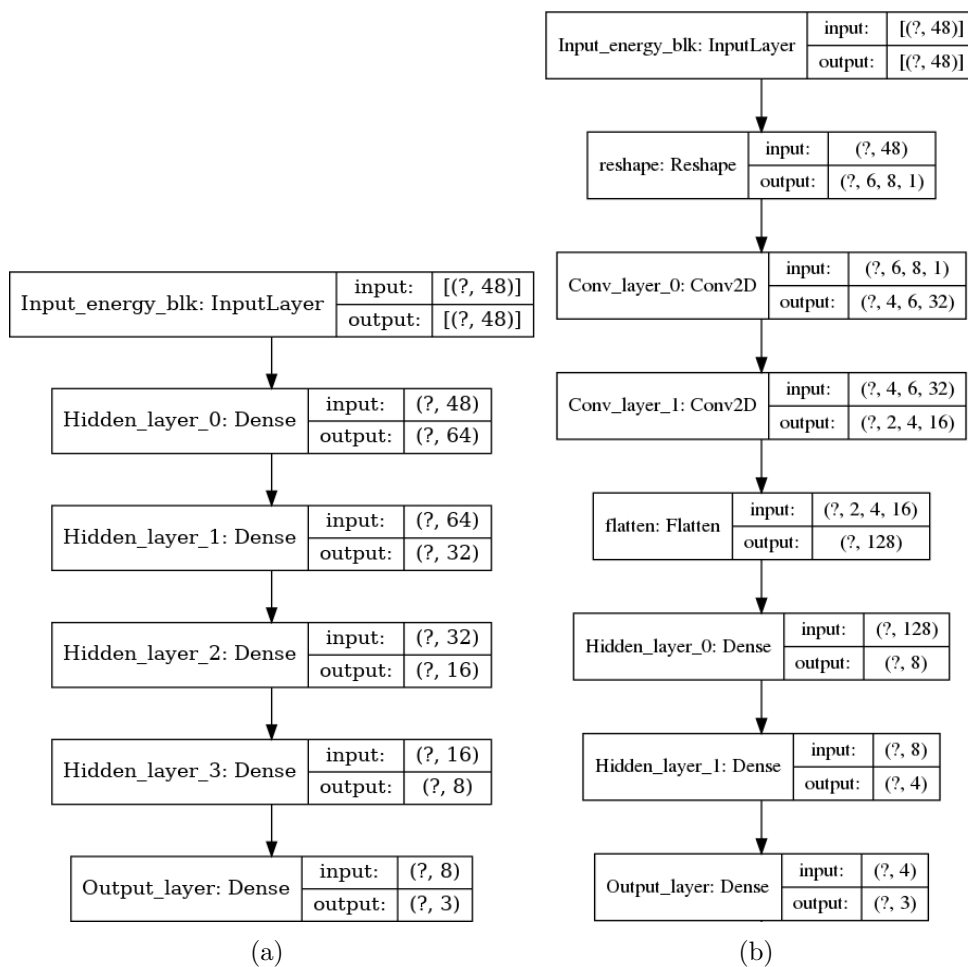 Input_energy_blk: InputLayer
input: [(?, 48)]
output: [(?, 48)]
Hidden_layer_0: Dense
input: (?, 48)
output: (?, 64)
Hidden_layer_1: Dense
input: (?, 64)
output: (?, 32)
Hidden_layer_2: Dense
input: (?, 32)
output: (?, 16)
Hidden_layer_3: Dense
input: (?, 16)
output: (?, 8)
Output_layer: Dense
input: (?, 8)
output: (?, 3)
(a)
Input_energy_blk: InputLayer
input: [(?, 48)]
output: [(?, 48)]
reshape: Reshape
input: (?, 48)
output: (?, 6, 8, 1)
Conv_layer_0: Conv2D
input: (?, 6, 8, 1)
output: (?, 4, 6, 32)
Conv_layer_1: Conv2D
input: (?, 4, 6, 32)
output: (?, 2, 4, 16)
flatten: Flatten
input: (?, 2, 4, 16)
output: (?, 128)
Hidden_layer_0: Dense
input: (?, 128)
output: (?, 8)
Hidden_layer_1: Dense
input: (?, 8)
output: (?, 4)
Output_layer: Dense
input: (?, 4)
output: (?, 3)
(b)